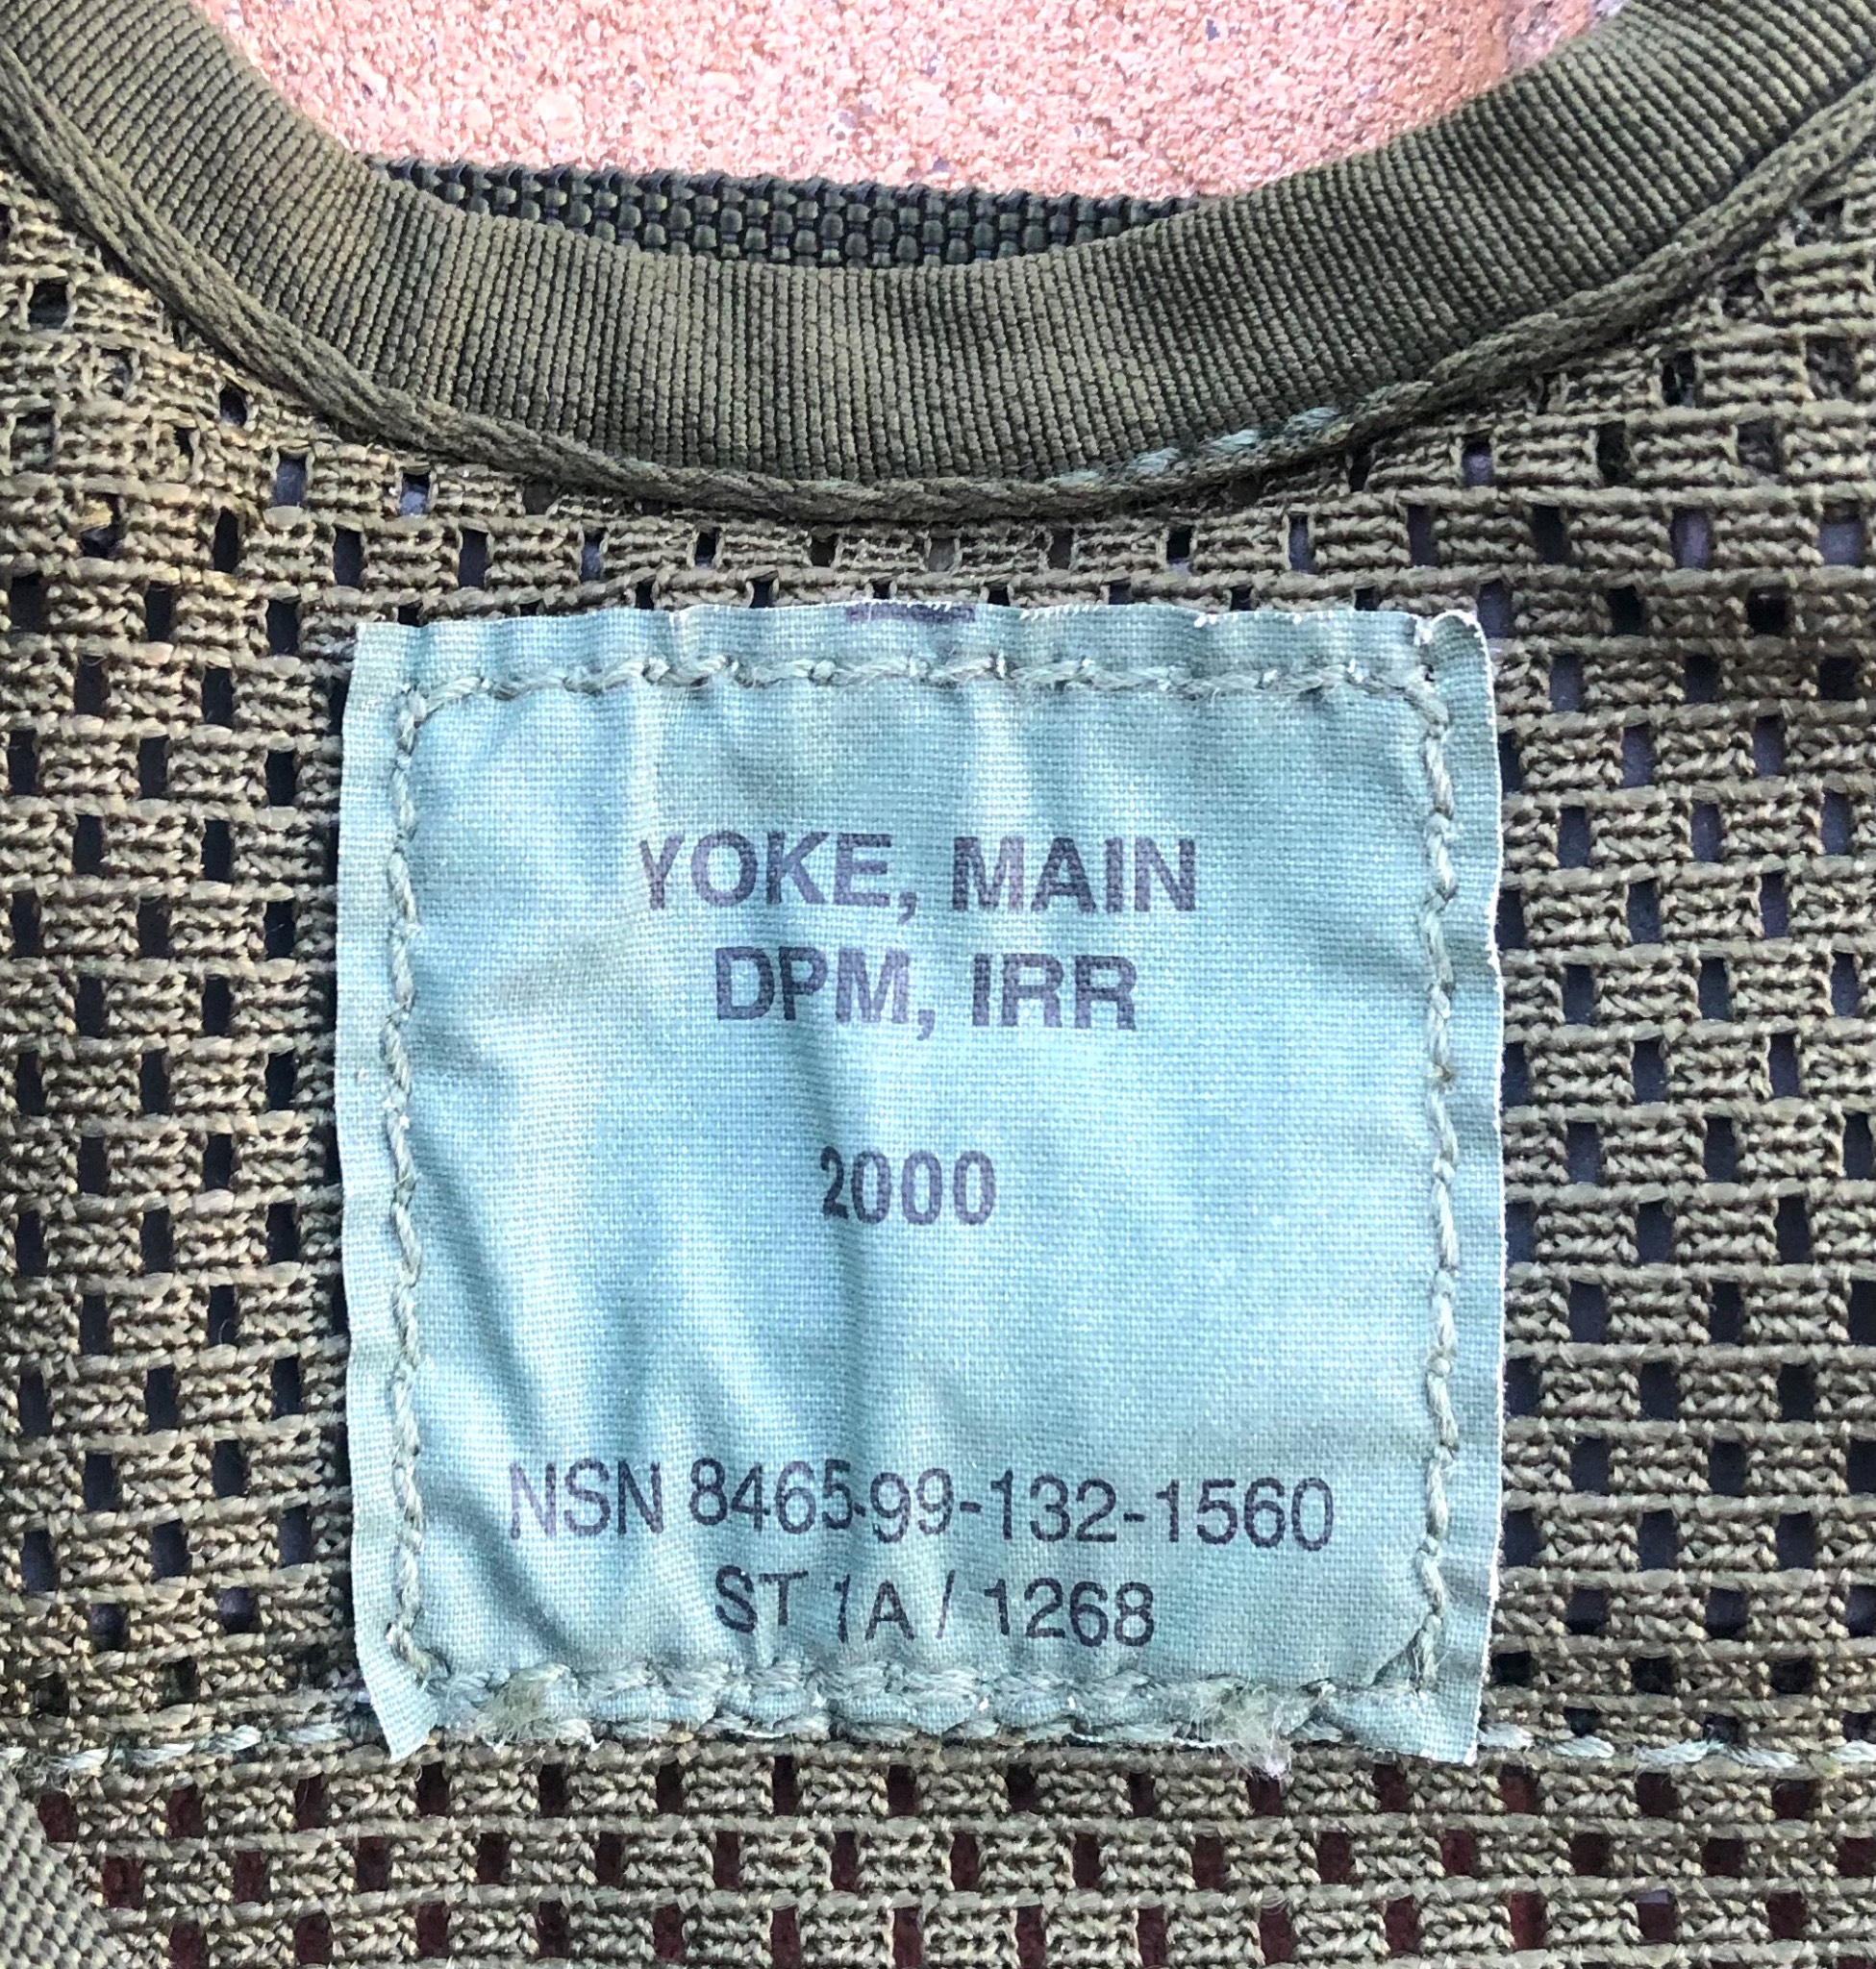 YOKE, MAIN
DPM, IRR
2000
NSN 8465-99-132-1560
ST 1A / 1268